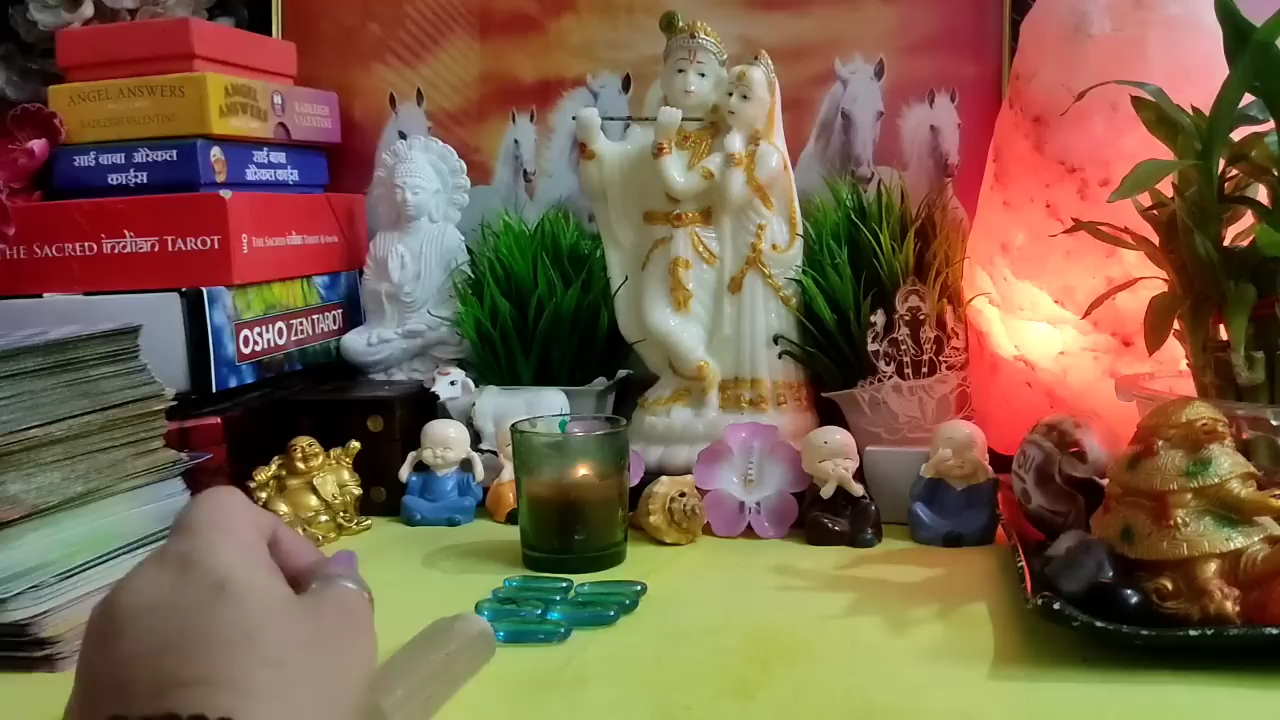 ANGEL ANSWERS
RADLEIGH VALENTINE
ANGEL
ANSWERS
RADLEIGH
VALENTINE
साईं बाबा ओरेकल
कार्ड्स
साईं बाबा
ओरेकल कार्ड्स
THE SACRED indian TAROT
THE SACRED indian TAROT
OSHO ZEN TAROT